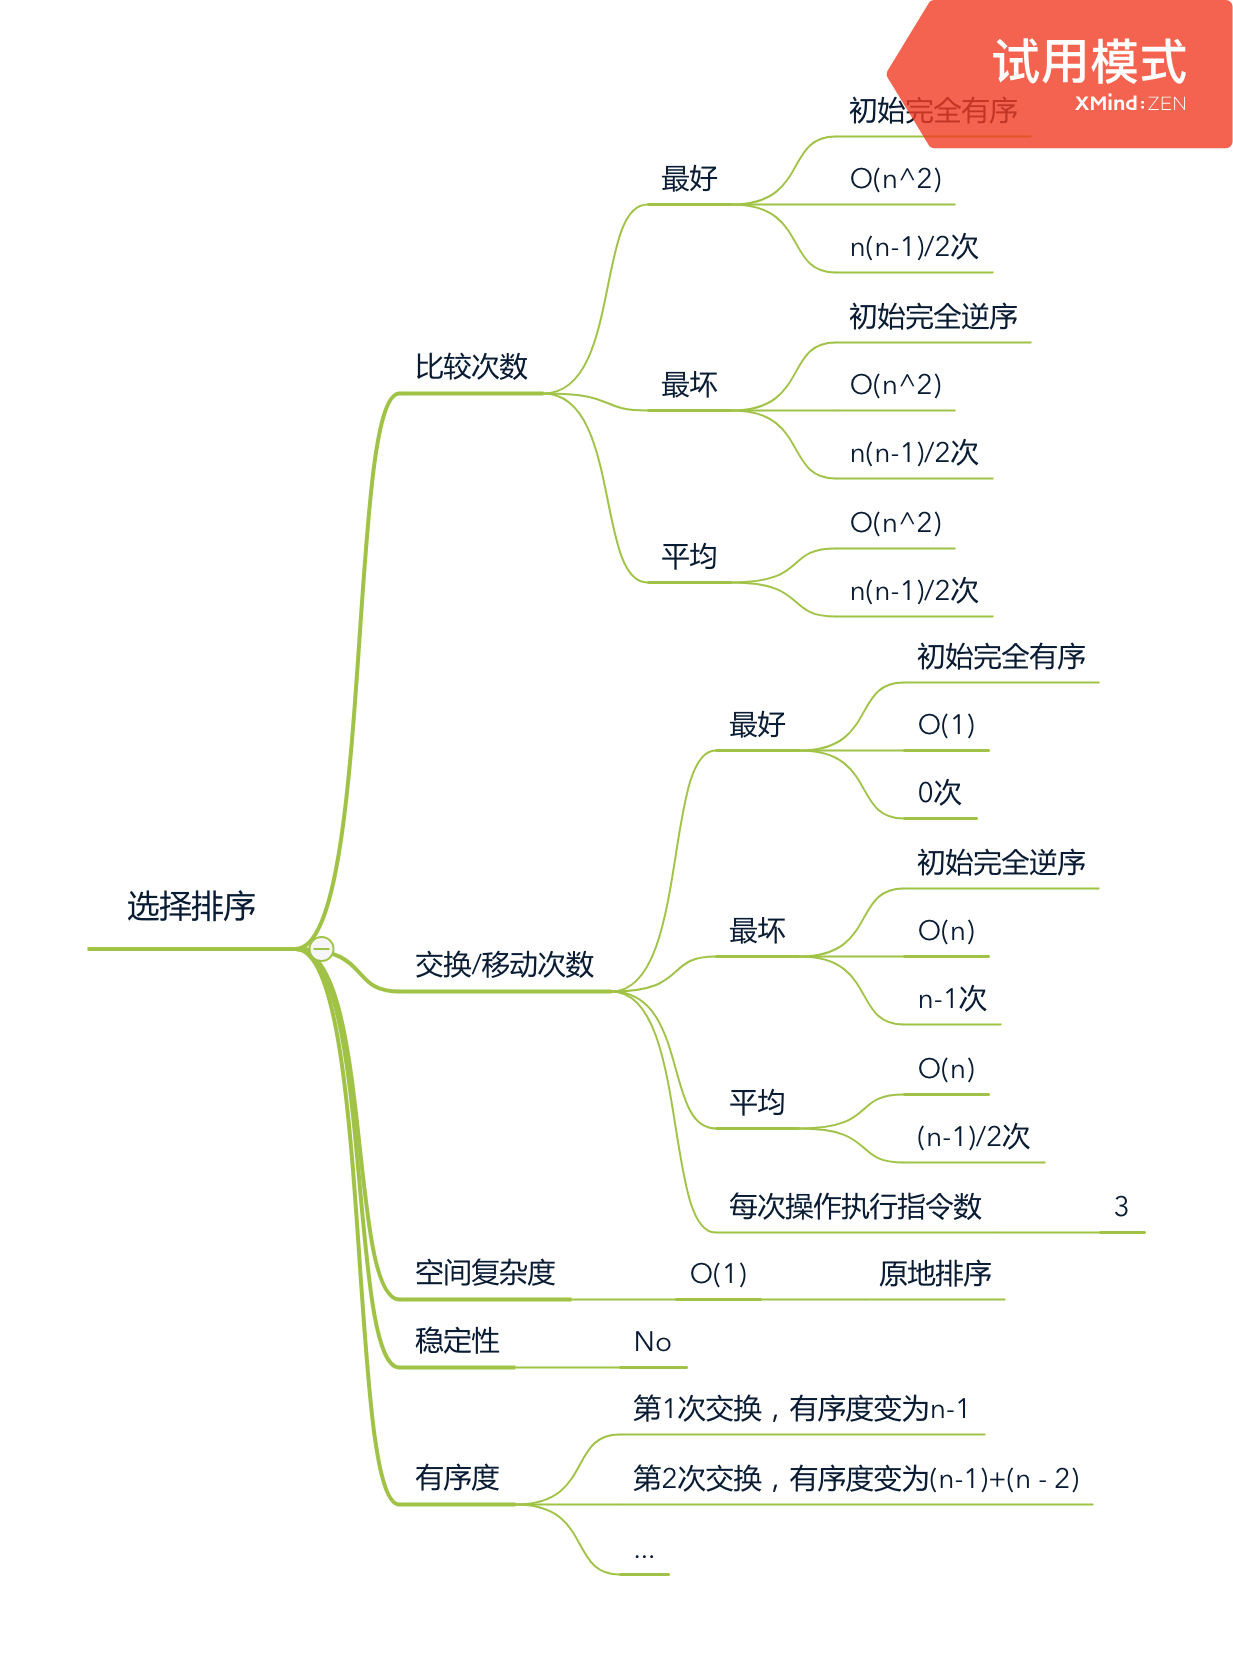 试用模式
XMind:ZEN
初始完全有序
最好
O(n^2)
n(n-1)/2次
初始完全逆序
比较次数
最坏
O(n^2)
n(n-1)/2次
O(n^2)
平均
n(n-1)/2次
初始完全有序
最好
O(1)
0次
初始完全逆序
选择排序
最坏
O(n)
交换/移动次数
n-1次
O(n)
平均
(n-1)/2次
每次操作执行指令数
3
空间复杂度
O(1)
原地排序
稳定性
No
第1次交换，有序度变为n-1
有序度
第2次交换，有序度变为(n-1)+(n - 2)
...